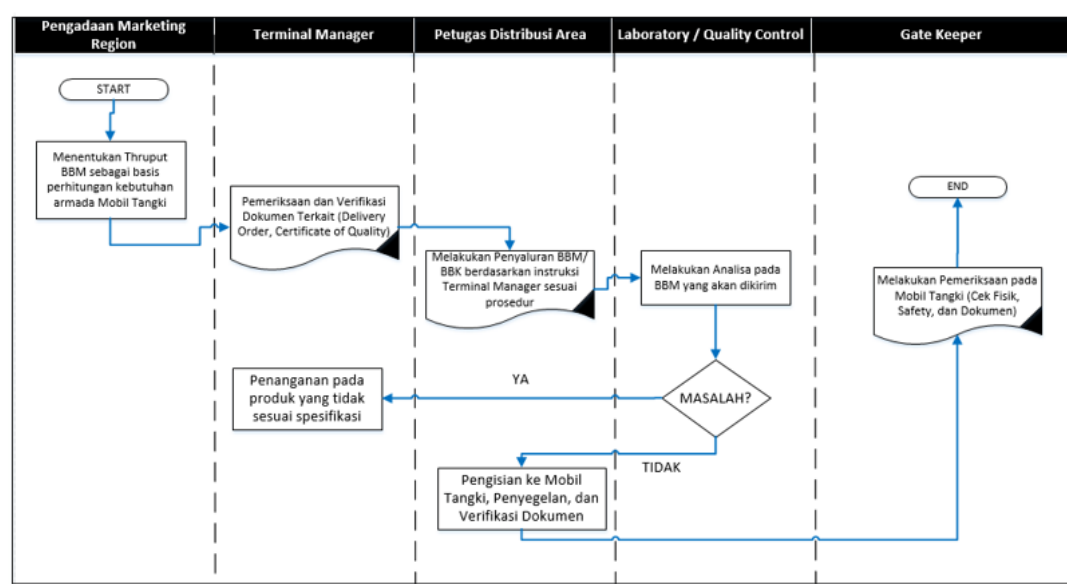 Pengadaan Marketing
Region
Terminal Manager
Petugas Distribusi Area
Laboratory / Quality Control
Gate Keeper
START
Menentukan Thruput
BBM sebagai basis
perhitungan kebutuhan
armada Mobil Tangki
Pemeriksaan dan Verifikasi
Dokumen Terkait (Delivery
Order, Certificate of Quality)
Melakukan Penyaluran BBM/
BBK berdasarkan instruksi
Terminal Manager sesuai
prosedur
Melakukan Analisa pada
BBM yang akan dikirim
MASALAH?
YA
Penanganan pada
produk yang tidak
sesuai spesifikasi
TIDAK
Pengisian ke Mobil
Tangki, Penyegelan, dan
Verifikasi Dokumen
Melakukan Pemeriksaan pada
Mobil Tangki (Cek Fisik,
Safety, dan Dokumen)
END